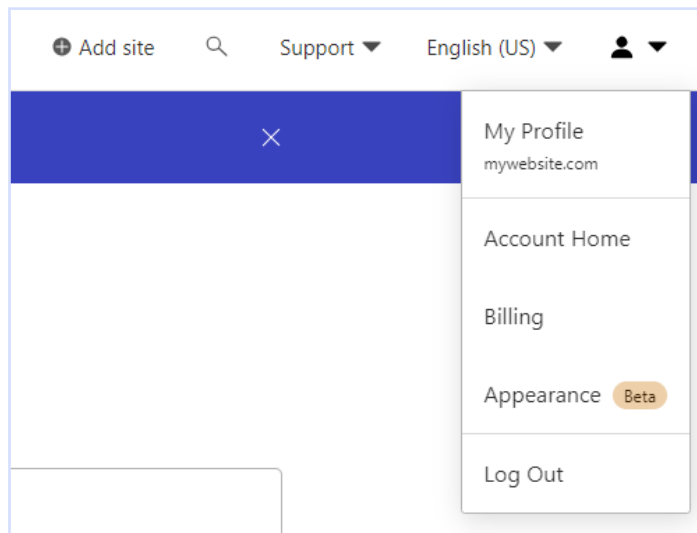 Add site
Support
English (US)
My Profile
mywebsite.com
Account Home
Billing
Appearance Beta
Log Out